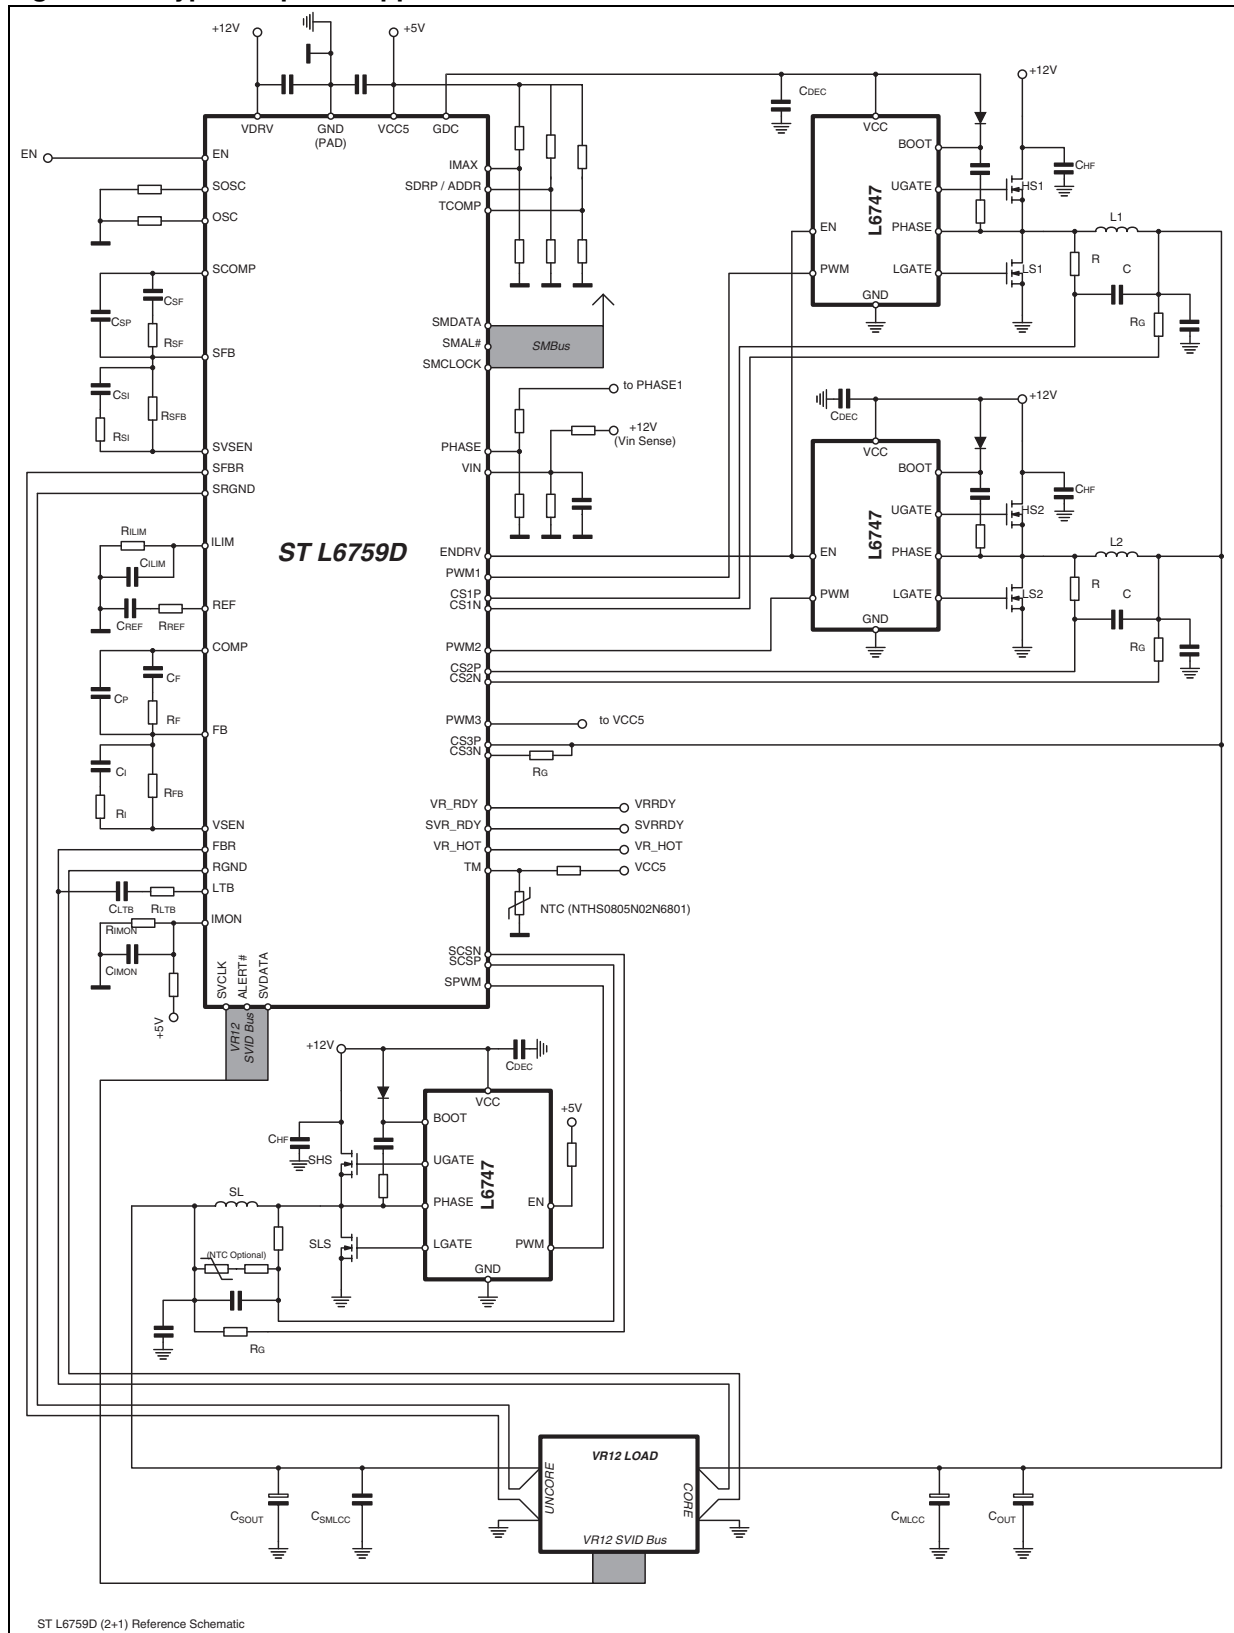 +12V
+5V
VDRV
GND
(PAD)
VCC5
GDC
CDEC
+12V
VCC
BOOT
CHF
UGATE
HS1
L6747
EN
PHASE
L1
PWM
LGATE
LS1
R
C
GND
RG
EN
EN
SOSC
OSC
SCOMP
CSF
CSP
RSF
SFB
CSI
RSFB
RSI
SVSEN
SFBR
SRGND
RILIM
ILIM
CILIM
REF
CREF
RREF
COMP
CF
CP
RF
FB
CI
RFB
RI
VSEN
FBR
RGND
LTB
CLTB
RLTB
RIMON
IMON
CIMON
+5V
ST L6759D
IMAX
SDRP / ADDR
TCOMP
SMDATA
SMAL#
SMCLOCK
SMBus
to PHASE1
+12V
(Vin Sense)
PHASE
VIN
ENDRV
PWM1
CS1P
CS1N
PWM2
CS2P
CS2N
PWM3
to VCC5
CS3P
CS3N
RG
VR_RDY
VRRDY
SVR_RDY
SVRRDY
VR_HOT
VR_HOT
TM
VCC5
NTC (NTHS0805N02N6801)
SCSN
SCSP
SPWM
SVCLK
ALERT#
SVDATA
VR12
SVID Bus
CDEC
+12V
VCC
BOOT
CHF
UGATE
HS2
L6747
EN
PHASE
L2
PWM
LGATE
LS2
R
C
GND
RG
+12V
CDEC
VCC
+5V
BOOT
CHF
SHS
UGATE
L6747
SL
PHASE
EN
SLS
LGATE
PWM
(NTC Optional)
GND
RG
VR12 LOAD
UNCORE
CORE
VR12 SVID Bus
CSOUT
CSMLCC
CMLCC
COUT
ST L6759D (2+1) Reference Schematic